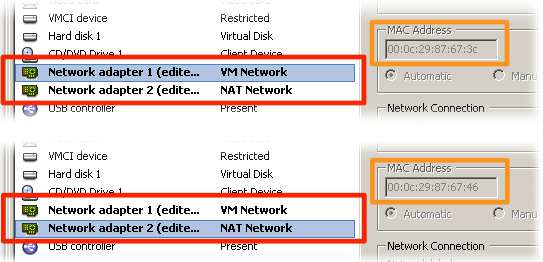 Video card
VMCI device Restricted
Hard disk 1 Virtual Disk
CD/DVD Drive 1 Client Device
Network adapter 1 (edite... VM Network
Network adapter 2 (edite... NAT Network
USB controller Present
MAC Address
00:0c:29:87:67:3c
Automatic Manu
Network Connection
VMCI device Restricted
Hard disk 1 Virtual Disk
CD/DVD Drive 1 Client Device
Network adapter 1 (edite... VM Network
Network adapter 2 (edite... NAT Network
USB controller Present
MAC Address
00:0c:29:87:67:46
Automatic Manu
Network Connection